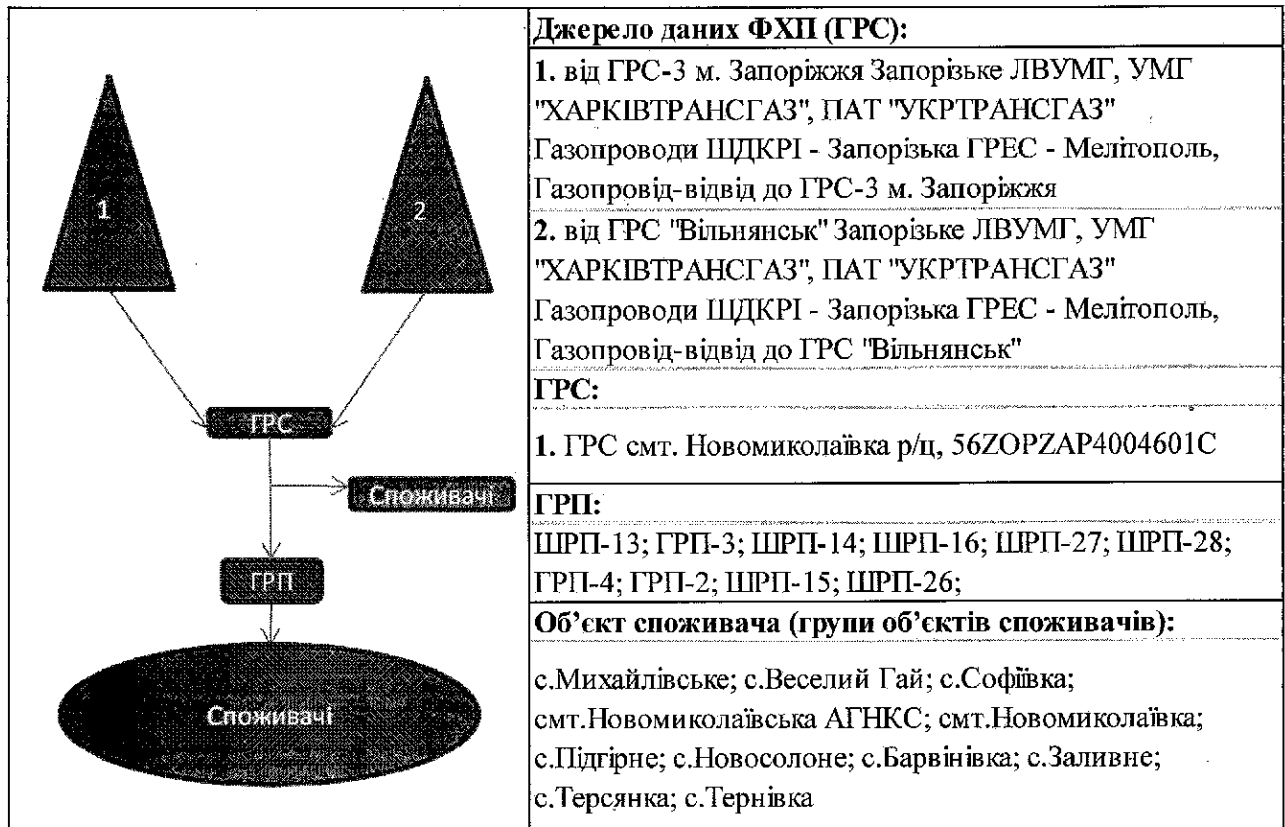 1
2
ГРС
Споживачі
ГРП
Споживачі
Джерело даних ФХП (ГРС):
1. від ГРС-3 м. Запоріжжя Запорізьке ЛВУМГ, УМГ
"ХАРКІВТРАНСГАЗ", ПАТ "УКРТРАНСГАЗ"
Газопроводи ШДКРІ - Запорізька ГРЕС - Мелітополь,
Газопровід-відвід до ГРС-3 м. Запоріжжя
2. від ГРС "Вільнянськ" Запорізьке ЛВУМГ, УМГ
"ХАРКІВТРАНСГАЗ", ПАТ "УКРТРАНСГАЗ"
Газопроводи ШДКРІ - Запорізька ГРЕС - Мелітополь,
Газопровід-відвід до ГРС "Вільнянськ"
ГРС:
1. ГРС смт. Новомиколаївка р/ц, 56ZOPZAP4004601C
ГРП:
ШРП-13; ГРП-3; ШРП-14; ШРП-16; ШРП-27; ШРП-28;
ГРП-4; ГРП-2; ШРП-15; ШРП-26;
Об’єкт споживача (групи об’єктів споживачів):
с.Михайлівське; с.Веселий Гай; с.Софіївка;
смт.Новомиколаївська АГНКС; смт.Новомиколаївка;
с.Підгірне; с.Новосолоне; с.Барвінівка; с.Заливне;
с.Терсянка; с.Тернівка